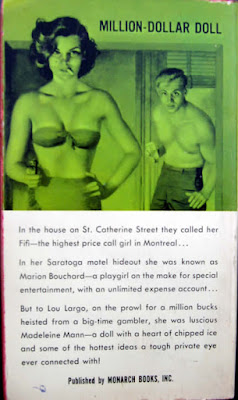 MILLION-DOLLAR DOLL
In the house on St. Catherine Street they called her
Fifi—the highest price call girl in Montreal...
In her Saratoga motel hideout she was known as
Marion Bouchard—a playgirl on the make for special
entertainment, with an unlimited expense account...
But to Lou Largo, on the prowl for a million bucks
heisted from a big-time gambler, she was luscious
Madeleine Mann—a doll with a heart of chipped ice
and some of the hottest ideas a tough private eye
ever connected with!
Published by MONARCH BOOKS, INC.